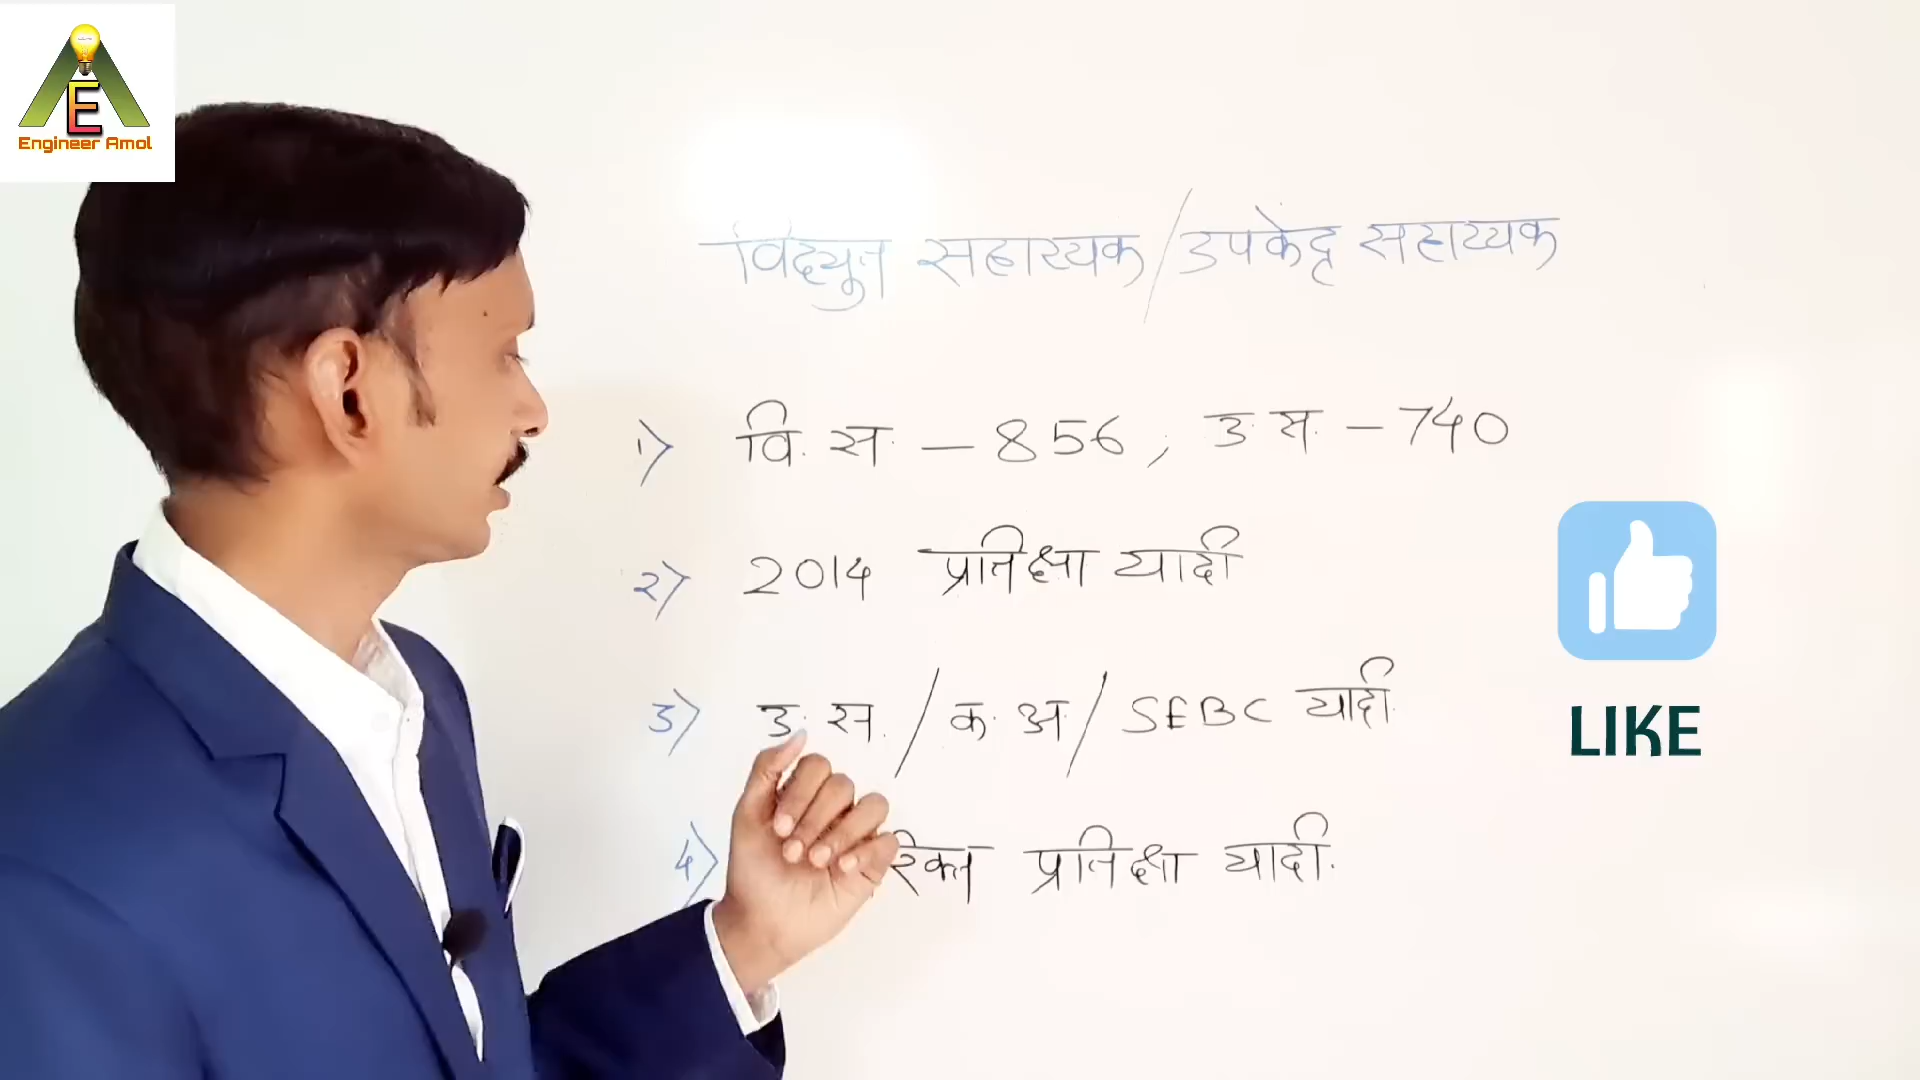 Engineer Amol
विद्युत सहाय्यक / उपकेंद्र सहाय्यक
1) वि. स. – 856, उ. स. – 740
2) 2014 प्रतिक्षा यादी
3) उ. स. / क. अ / SEBC यादी
4) प्रतिक्षा यादी.
LIKE